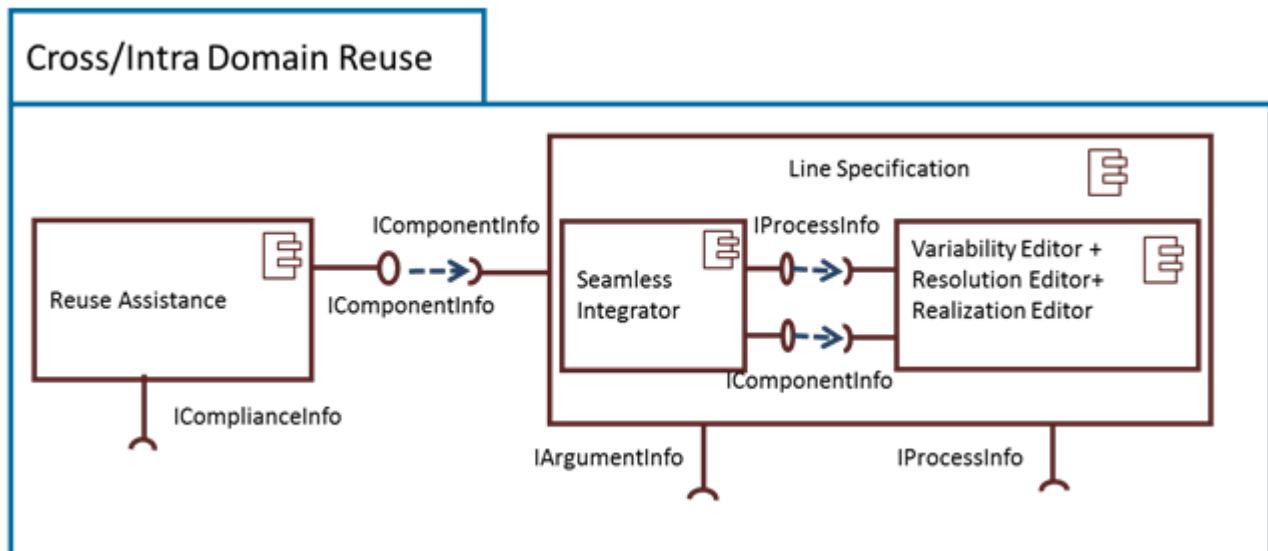 Cross/Intra Domain Reuse
Line Specification
IComponentInfo
IProcessInfo
Reuse Assistance
IComponentInfo
Seamless
Integrator
Variability Editor +
Resolution Editor+
Realization Editor
IComponentInfo
IComplianceInfo
IArgumentInfo
IProcessInfo